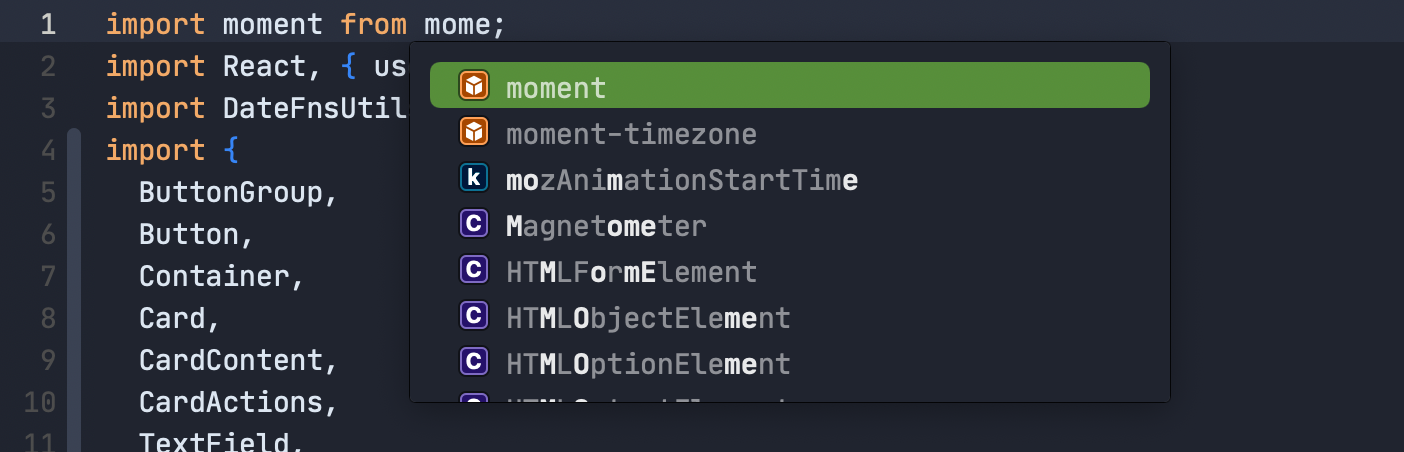 1 import moment from mome;
2 import React, { us
3 import DateFnsUtil
4 import {
5 ButtonGroup,
6 Button,
7 Container,
8 Card,
9 CardContent,
10 CardActions,
11 TextField,
moment
moment-timezone
k mozAnimationStartTime
C Magnetometer
C HTMLFormElement
C HTMLObjectElement
C HTMLOptionElement